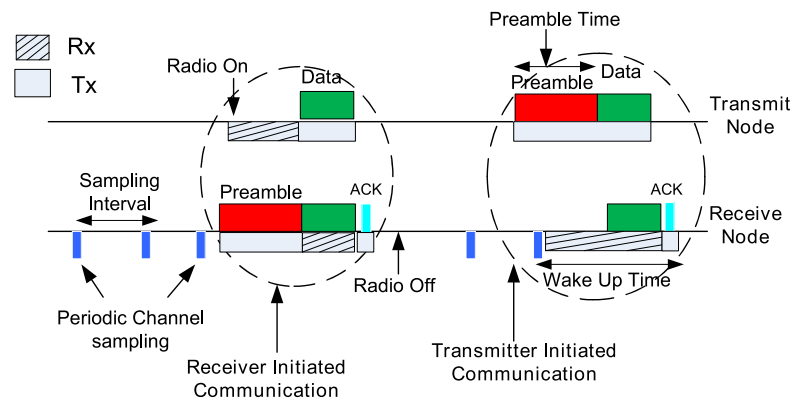 Rx
Tx
Radio On
Data
Preamble Time
Preamble
Data
Transmit
Node
Sampling
Interval
Preamble
ACK
ACK
Receive
Node
Periodic Channel
sampling
Radio Off
Wake Up Time
Receiver Initiated
Communication
Transmitter Initiated
Communication